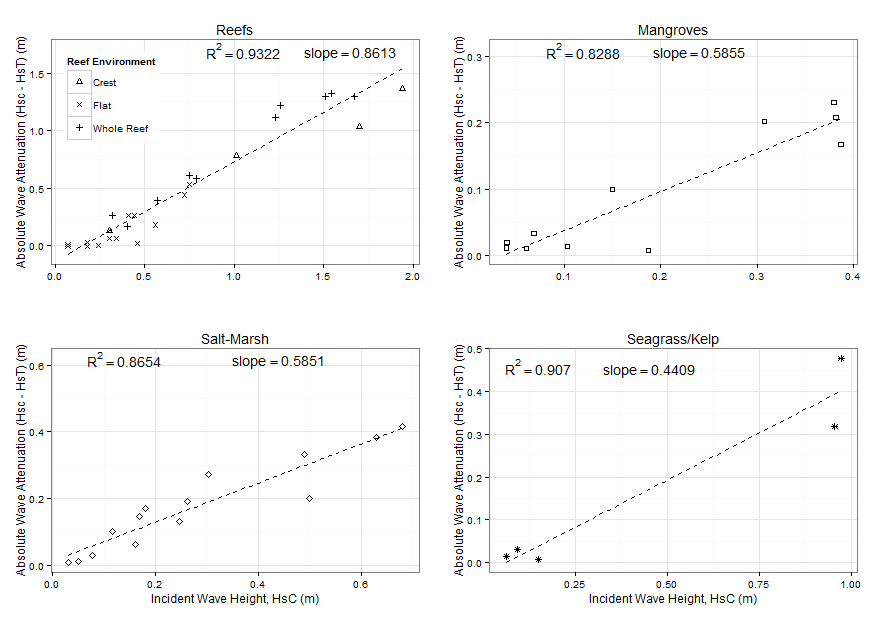 Reefs
R2 = 0.9322 slope = 0.8613
Reef Environment
Crest
Flat
Whole Reef
Absolute Wave Attenuation (Hsc - HsT) (m)
1.5
1.0
0.5
0.0
0.0 0.5 1.0 1.5 2.0
Mangroves
R2 = 0.8288 slope = 0.5855
Absolute Wave Attenuation (Hsc - HsT) (m)
0.3
0.2
0.1
0.0
0.1 0.2 0.3 0.4
Salt-Marsh
R2 = 0.8654 slope = 0.5851
Absolute Wave Attenuation (Hsc - HsT) (m)
0.6
0.4
0.2
0.0
0.0 0.2 0.4 0.6
Incident Wave Height, HsC (m)
Seagrass/Kelp
R2 = 0.907 slope = 0.4409
Absolute Wave Attenuation (Hsc - HsT) (m)
0.5
0.4
0.3
0.2
0.1
0.0
0.25 0.50 0.75 1.00
Incident Wave Height, HsC (m)